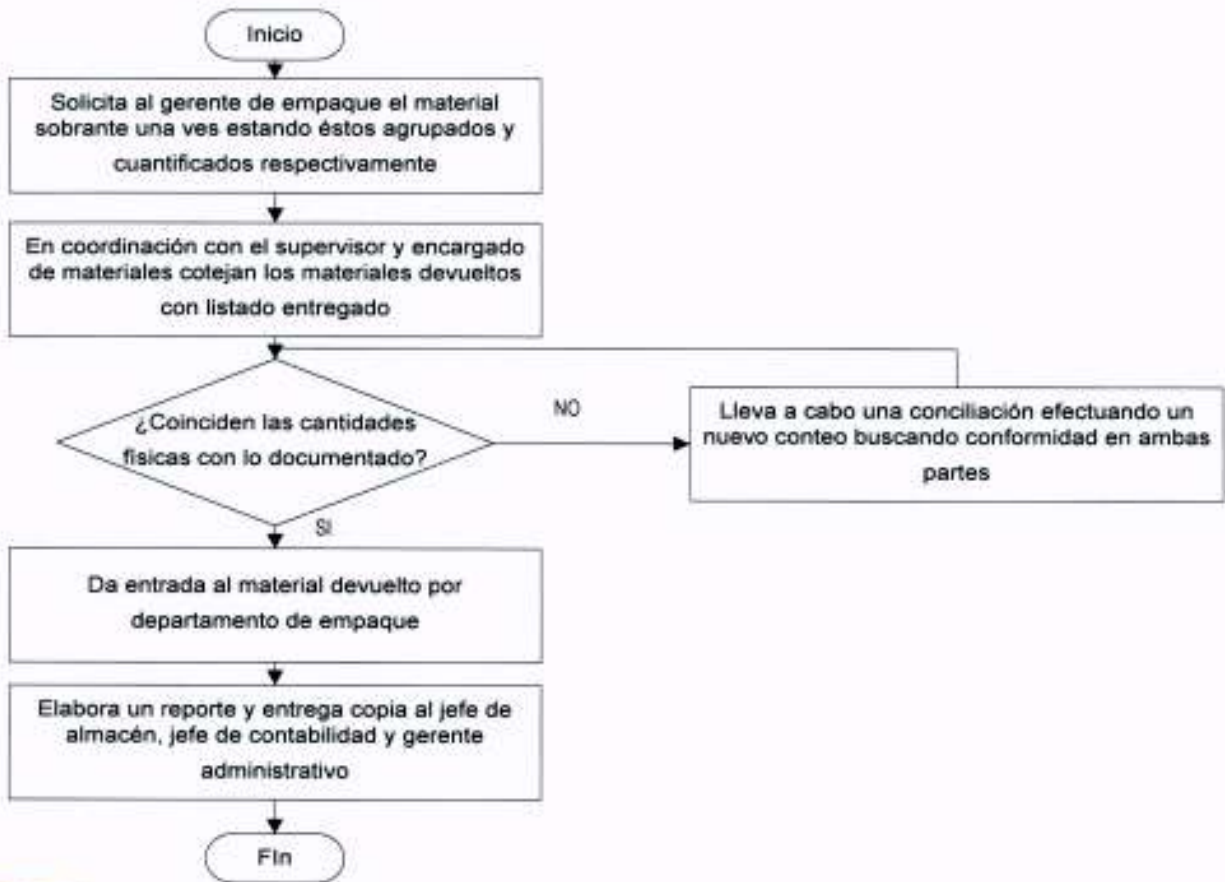 Inicio
Solicita al gerente de empaque el material
sobrante una ves estando éstos agrupados y
cuantificados respectivamente
En coordinación con el supervisor y encargado
de materiales cotejan los materiales devueltos
con listado entregado
¿Coinciden las cantidades
físicas con lo documentado?
NO
Lleva a cabo una conciliación efectuando un
nuevo conteo buscando conformidad en ambas
partes
SI
Da entrada al material devuelto por
departamento de empaque
Elabora un reporte y entrega copia al jefe de
almacén, jefe de contabilidad y gerente
administrativo
FIn